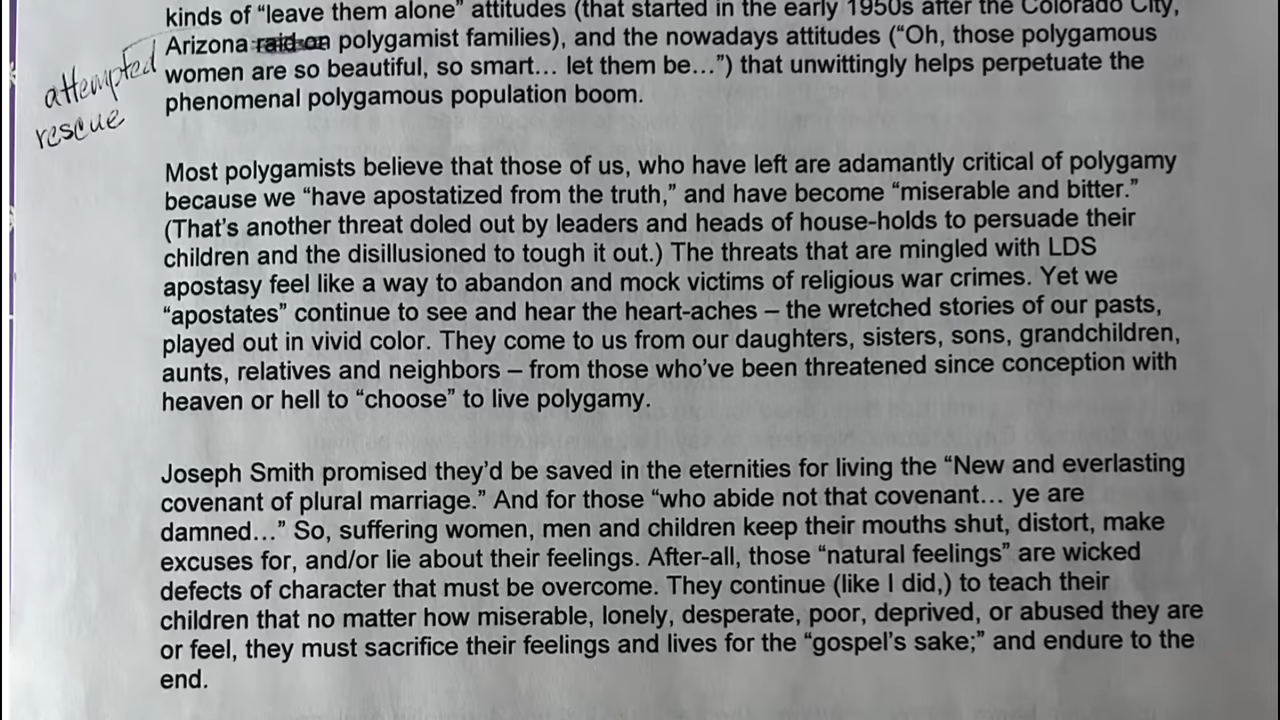 kinds of “leave them alone” attitudes (that started in the early 1950s after the Colorado City,
Arizona raid on polygamist families), and the nowadays attitudes (“Oh, those polygamous
attempted
women are so beautiful, so smart… let them be…”) that unwittingly helps perpetuate the
rescue
phenomenal polygamous population boom.
Most polygamists believe that those of us, who have left are adamantly critical of polygamy
because we “have apostatized from the truth,” and have become “miserable and bitter.”
(That’s another threat doled out by leaders and heads of house-holds to persuade their
children and the disillusioned to tough it out.) The threats that are mingled with LDS
apostasy feel like a way to abandon and mock victims of religious war crimes. Yet we
“apostates” continue to see and hear the heart-aches – the wretched stories of our pasts,
played out in vivid color. They come to us from our daughters, sisters, sons, grandchildren,
aunts, relatives and neighbors – from those who’ve been threatened since conception with
heaven or hell to “choose” to live polygamy.
Joseph Smith promised they’d be saved in the eternities for living the “New and everlasting
covenant of plural marriage.” And for those “who abide not that covenant… ye are
damned…” So, suffering women, men and children keep their mouths shut, distort, make
excuses for, and/or lie about their feelings. After-all, those “natural feelings” are wicked
defects of character that must be overcome. They continue (like I did,) to teach their
children that no matter how miserable, lonely, desperate, poor, deprived, or abused they are
or feel, they must sacrifice their feelings and lives for the “gospel’s sake;” and endure to the
end.